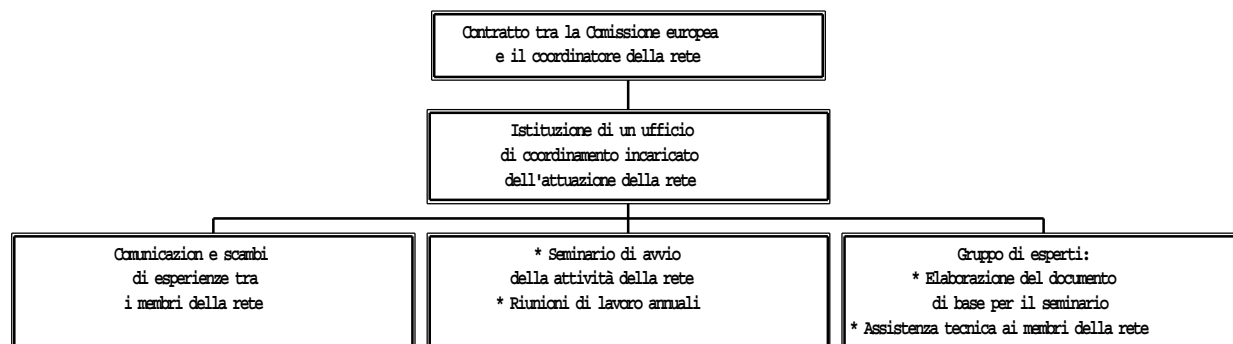 Contratto tra la Comissione europea
e il coordinatore della rete
Istituzione di un ufficio
di coordinamento incaricato
dell'attuazione della rete
Comunicazion e scambi
di esperienze tra
i membri della rete
* Seminario di avvio
della attività della rete
* Riunioni di lavoro annuali
Gruppo di esperti:
* Elaborazione del documento
di base per il seminario
* Assistenza tecnica ai membri della rete